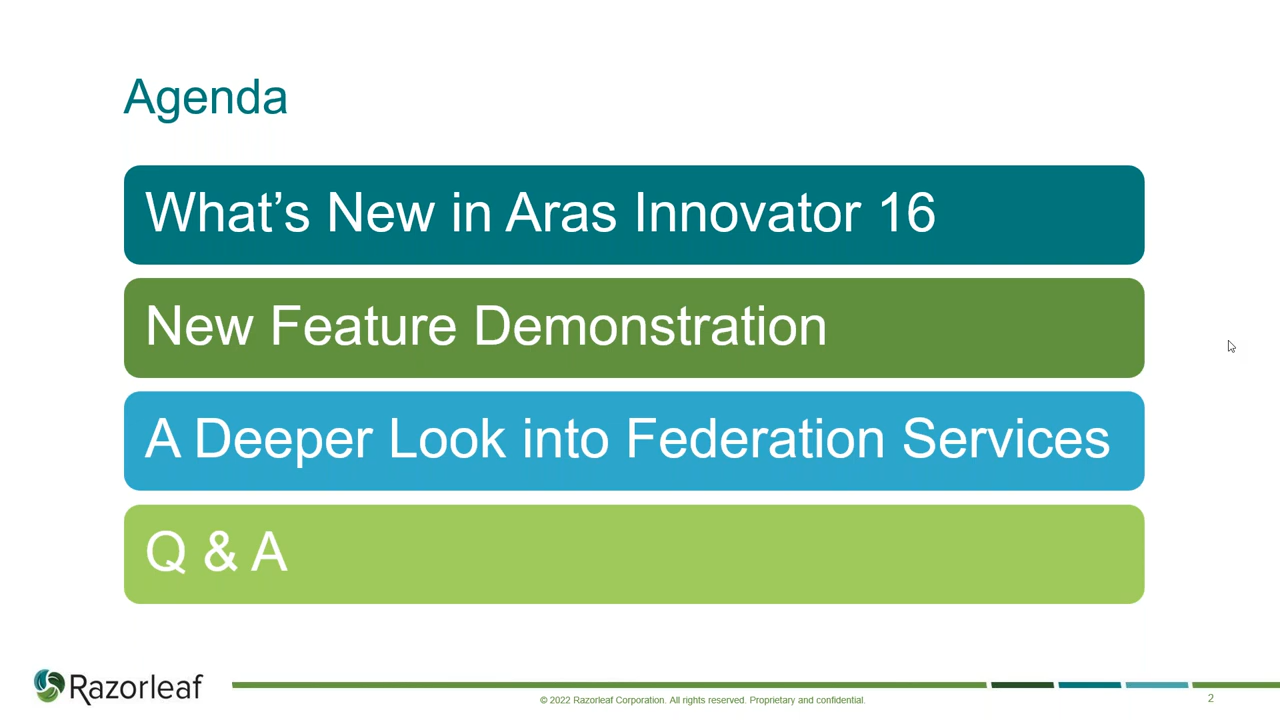 Agenda
What’s New in Aras Innovator 16
New Feature Demonstration
A Deeper Look into Federation Services
Q & A
Razorleaf
© 2022 Razorleaf Corporation. All rights reserved. Proprietary and confidential.
2